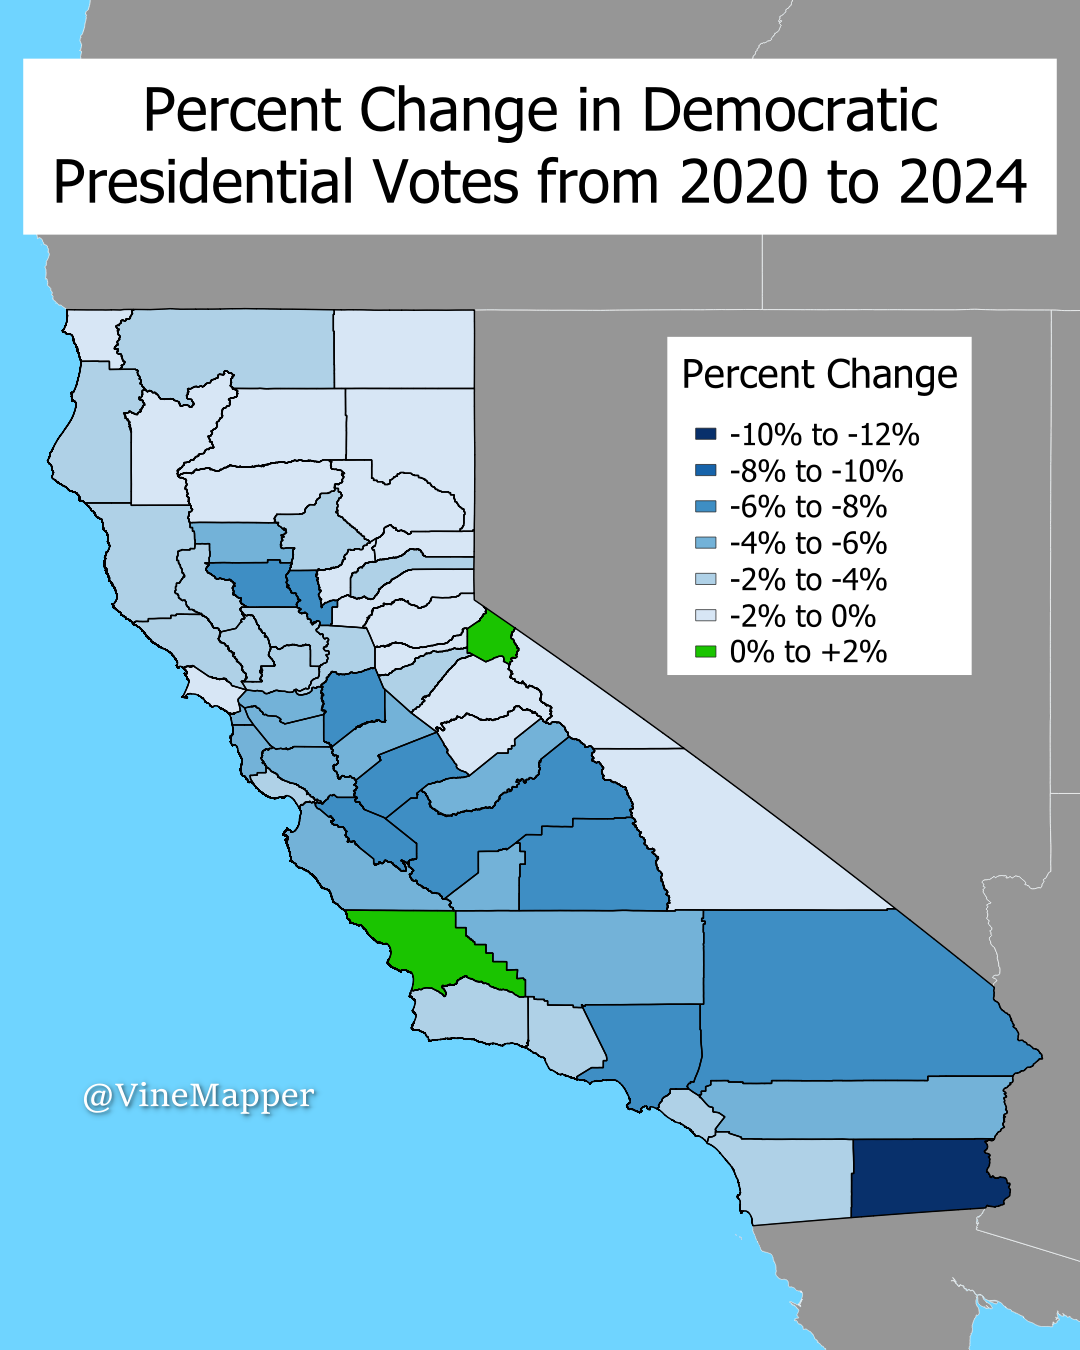 Percent Change in Democratic
Presidential Votes from 2020 to 2024
Percent Change
-10% to -12%
-8% to -10%
-6% to -8%
-4% to -6%
-2% to -4%
-2% to 0%
0% to +2%
@VineMapper